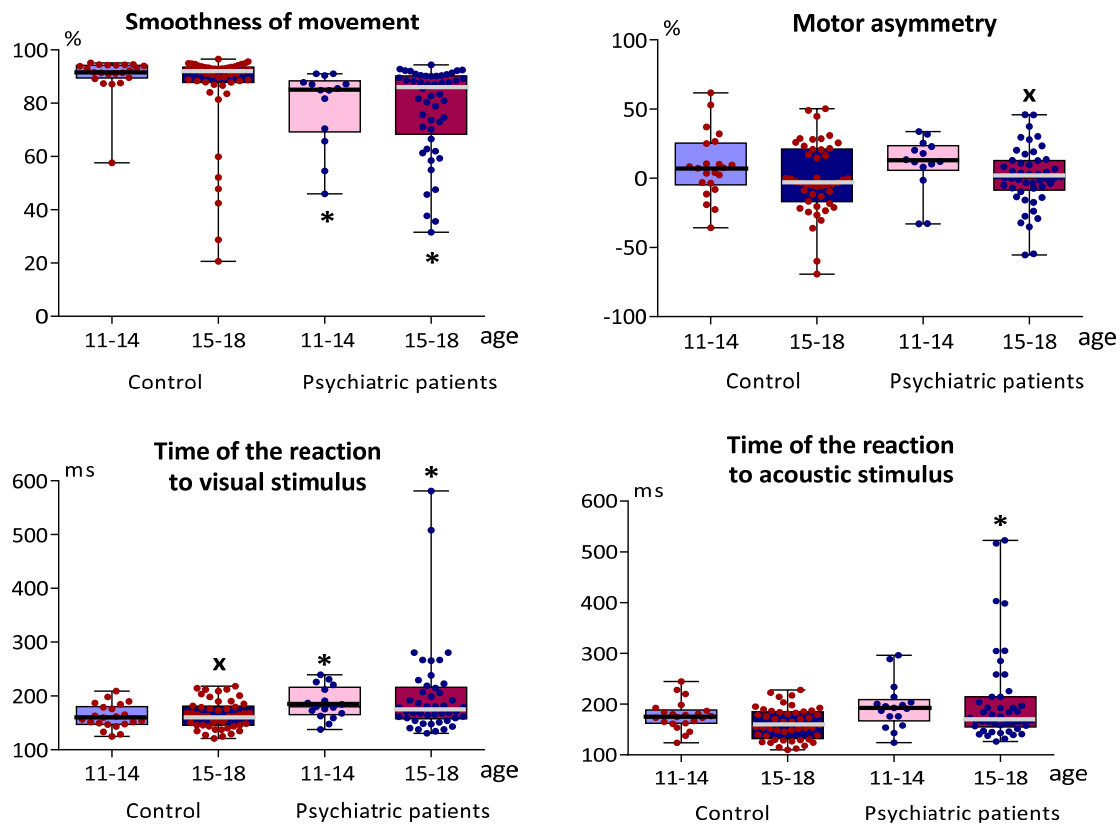 Smoothness of movement
%
100
80
60
40
20
0
11-14 15-18 11-14 15-18 age
Control Psychiatric patients
* *
Motor asymmetry
%
100
50
0
-50
-100
x
11-14 15-18 11-14 15-18 age
Control Psychiatric patients
Time of the reaction
to visual stimulus
ms
600
500
400
300
200
100
x * *
11-14 15-18 11-14 15-18 age
Control Psychiatric patients
Time of the reaction
to acoustic stimulus
ms
600
500
400
300
200
100
*
11-14 15-18 11-14 15-18 age
Control Psychiatric patients